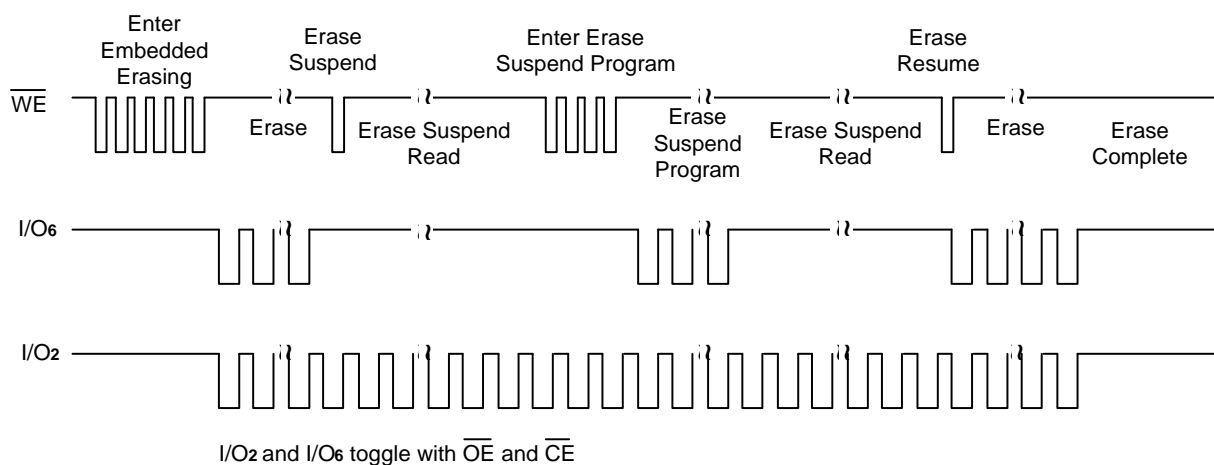 Enter
Embedded
Erasing
Erase
Suspend
Enter Erase
Suspend Program
Erase
Resume
WE
Erase
Erase Suspend
Read
Erase
Suspend
Program
Erase Suspend
Read
Erase
Erase
Complete
I/O6
I/O2
I/O2 and I/O6 toggle with OE and CE